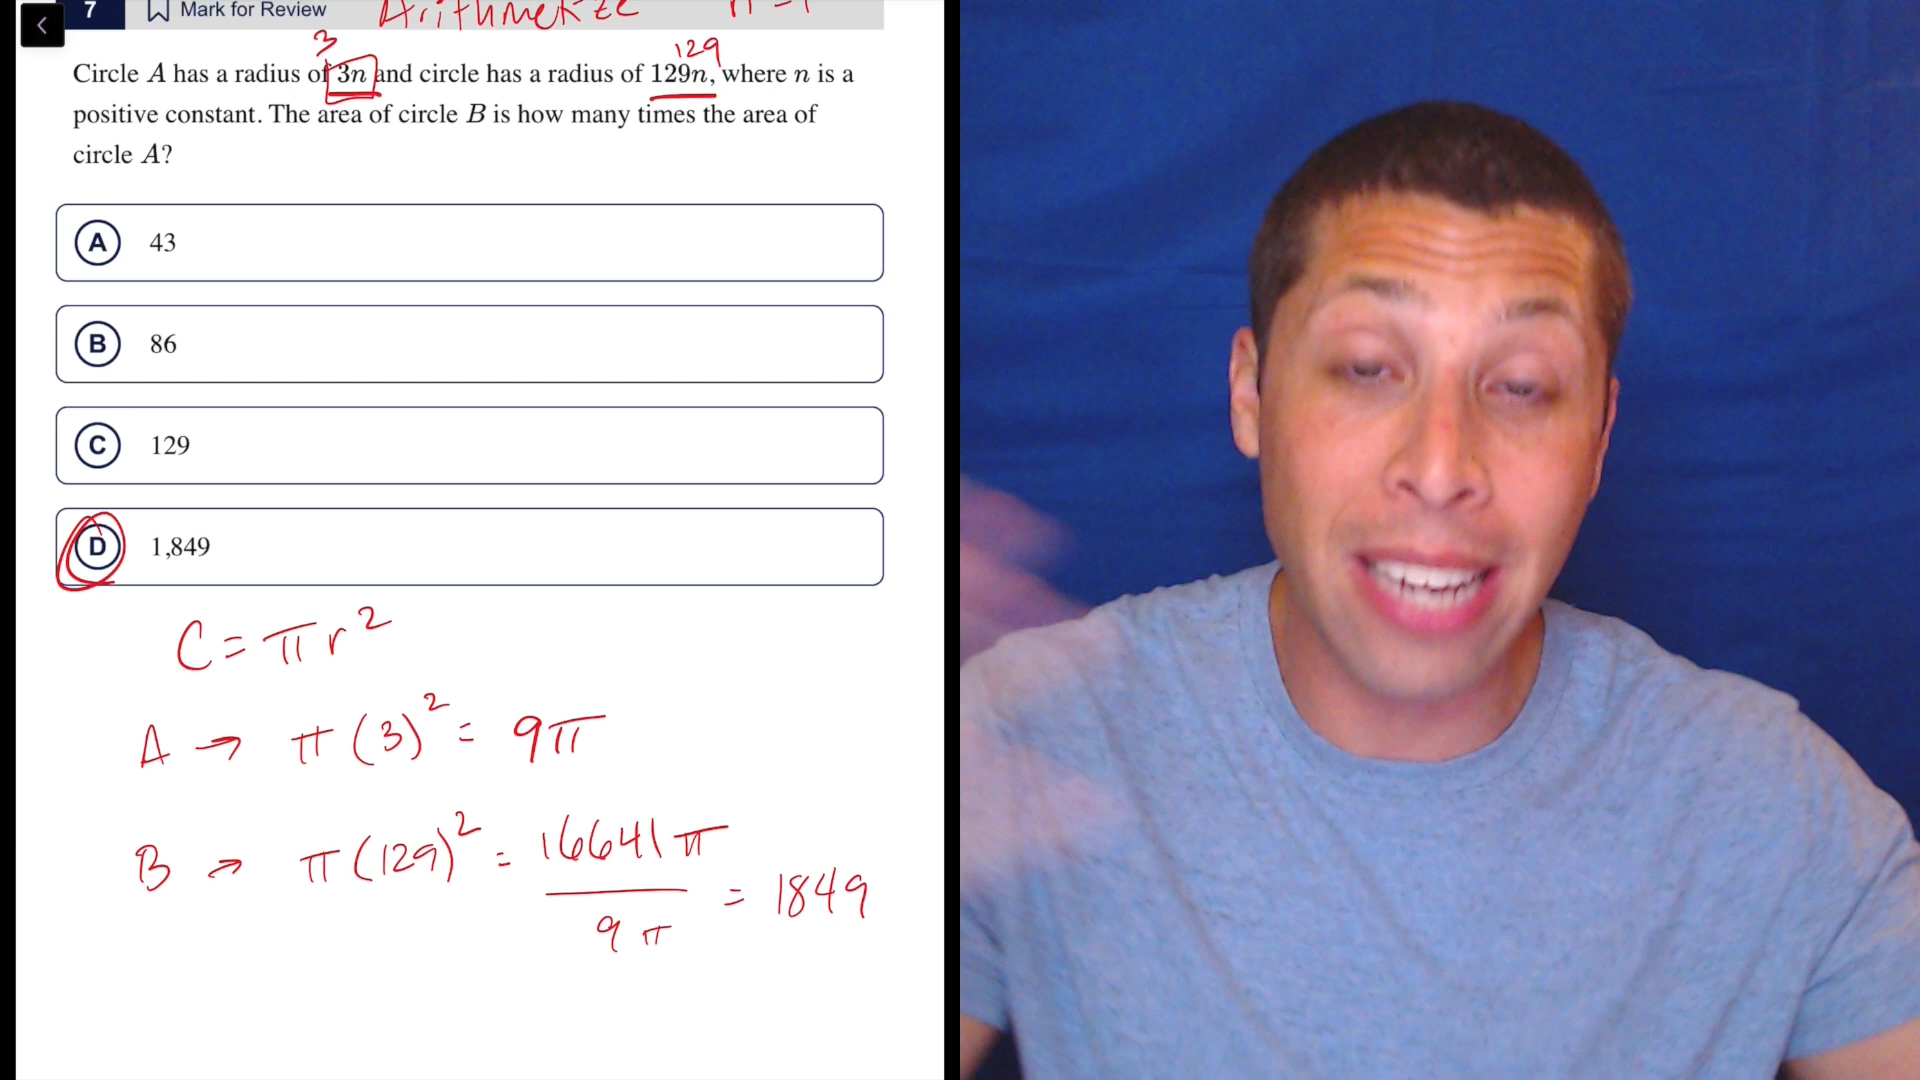 7 Mark for Review Arithmetize n = 1
3 129
Circle A has a radius of 3n and circle has a radius of 129n, where n is a
positive constant. The area of circle B is how many times the area of
circle A?
A 43
B 86
C 129
D 1,849
C = πr²
A → π(3)² = 9π
B → π(129)² = 16641π
= 1849
9π